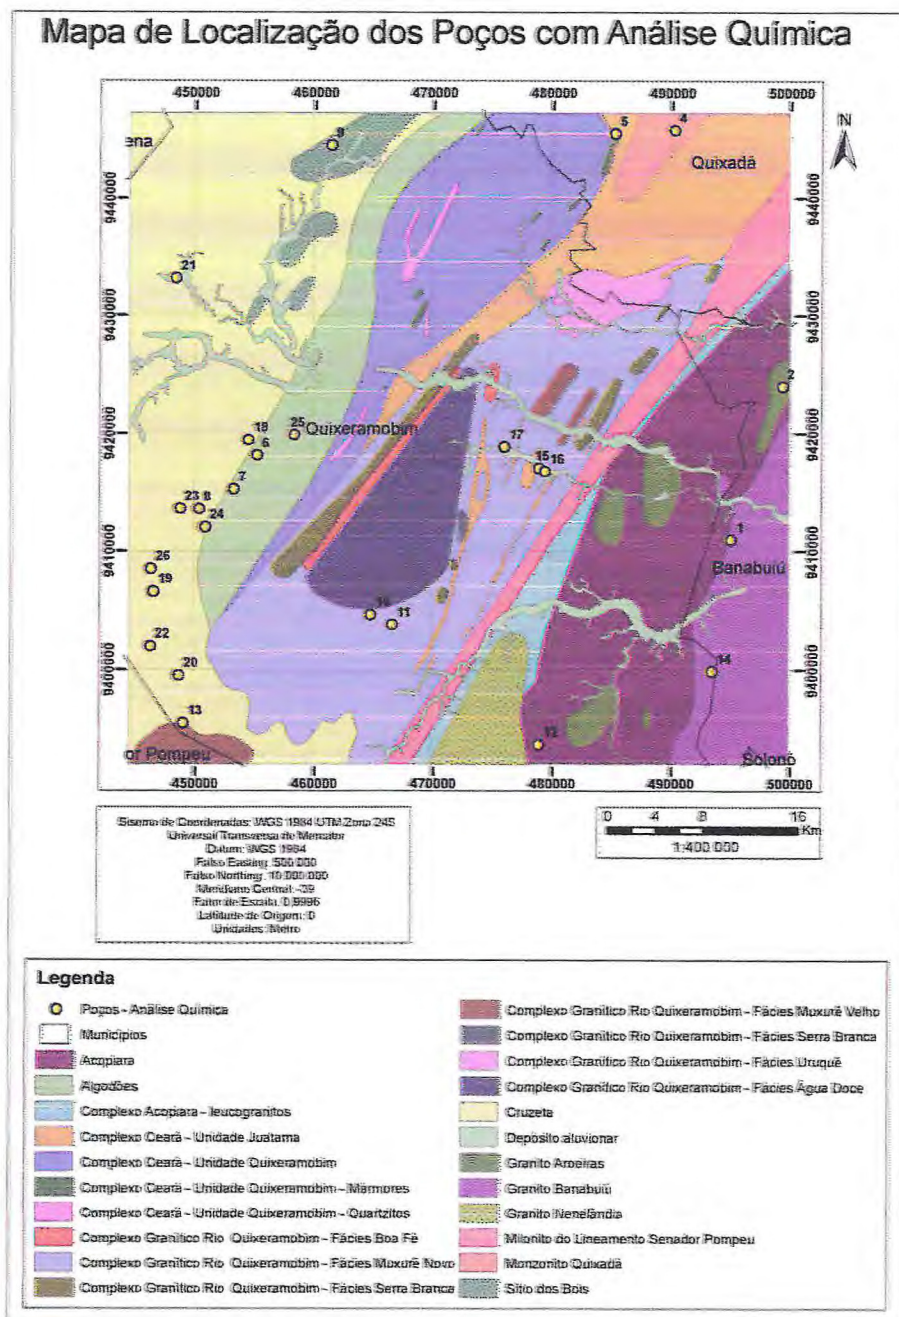 Mapa de Localização dos Poços com Análise Química
450000 460000 470000 480000 490000 500000
N
ena
9
5
4
Quixadá
9440000
9440000
21
9430000
9430000
2
18
25
Quixeramobim
6
17
15
16
9420000
9420000
7
23
8
24
1
9410000
9410000
26
Banabuiú
19
10
11
22
20
14
9400000
9400000
13
12
or Pompeu
Solono
450000 460000 470000 480000 490000 500000
Sistema de Coordenadas: WGS 1984 UTM Zona 24S
Universal Transversa de Mercator
Datum: WGS 1984
Falso Easting: 500 000
Falso Northing: 10 000 000
Meridiano Central: -39
Fator de Escala: 0,9996
Latitude de Origem: 0
Unidades: Metro
0 4 8 16
Km
1:400 000
Legenda
Poços - Análise Química
Municípios
Acopiara
Algodões
Complexo Acopiara - leucogranitos
Complexo Ceará - Unidade Juatama
Complexo Ceará - Unidade Quixeramobim
Complexo Ceará - Unidade Quixeramobim - Mármores
Complexo Ceará - Unidade Quixeramobim - Quartzitos
Complexo Granítico Rio Quixeramobim - Fácies Boa Fé
Complexo Granítico Rio Quixeramobim - Fácies Muxurê Novo
Complexo Granítico Rio Quixeramobim - Fácies Serra Branca
Complexo Granítico Rio Quixeramobim - Fácies Muxurê Velho
Complexo Granítico Rio Quixeramobim - Fácies Serra Branca
Complexo Granítico Rio Quixeramobim - Fácies Uruquê
Complexo Granítico Rio Quixeramobim - Fácies Água Doce
Cruzeta
Depósito aluvionar
Granito Aroeiras
Granito Banabuiú
Granito Nenelândia
Milonito do Lineamento Senador Pompeu
Monzonito Quixadá
Sítio dos Bois